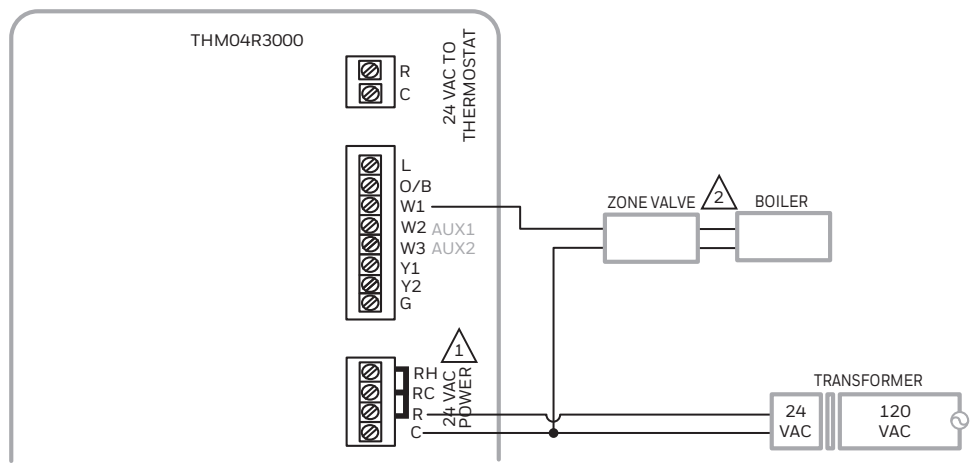 THM04R3000
R
C
24 VAC TO
THERMOSTAT
L
O/B
W1
W2 AUX1
W3 AUX2
Y1
Y2
G
ZONE VALVE
2
BOILER
1
RH
RC
R
C
24 VAC
POWER
TRANSFORMER
24
VAC
120
VAC